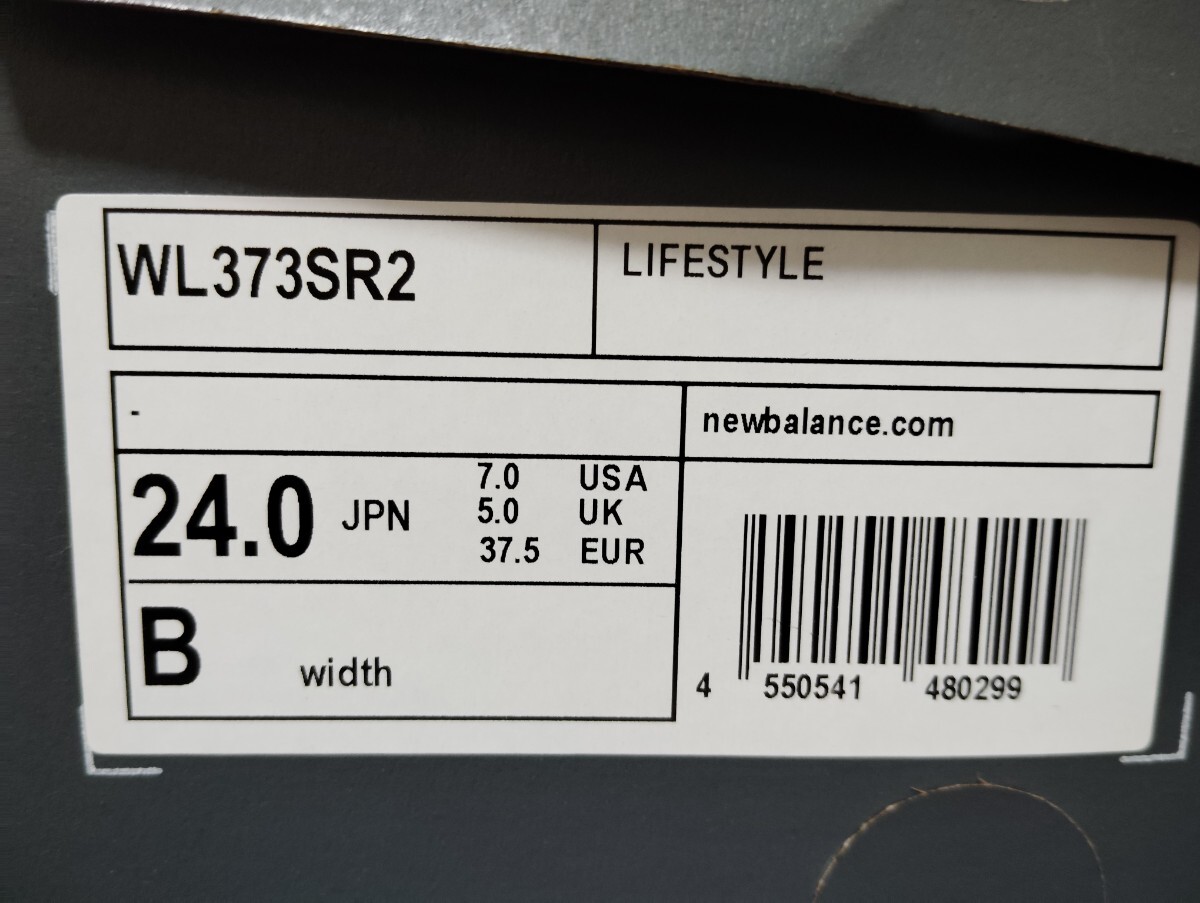 WL373SR2
LIFESTYLE
-
newbalance.com
24.0 JPN
7.0 USA
5.0 UK
37.5 EUR
B width
4 550541 480299